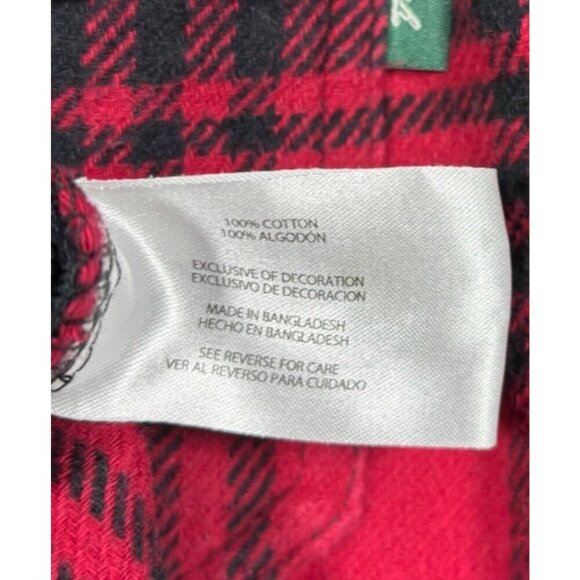 100% COTTON
100% ALGODÓN
EXCLUSIVE OF DECORATION
EXCLUSIVO DE DECORACION
MADE IN BANGLADESH
HECHO EN BANGLADESH
SEE REVERSE FOR CARE
VER AL REVERSO PARA CUIDADO